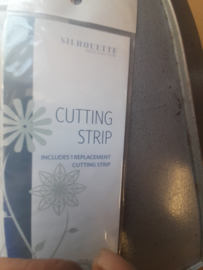 SILHOUETTE
CUTTING
STRIP
INCLUDES 1 REPLACEMENT
CUTTING STRIP